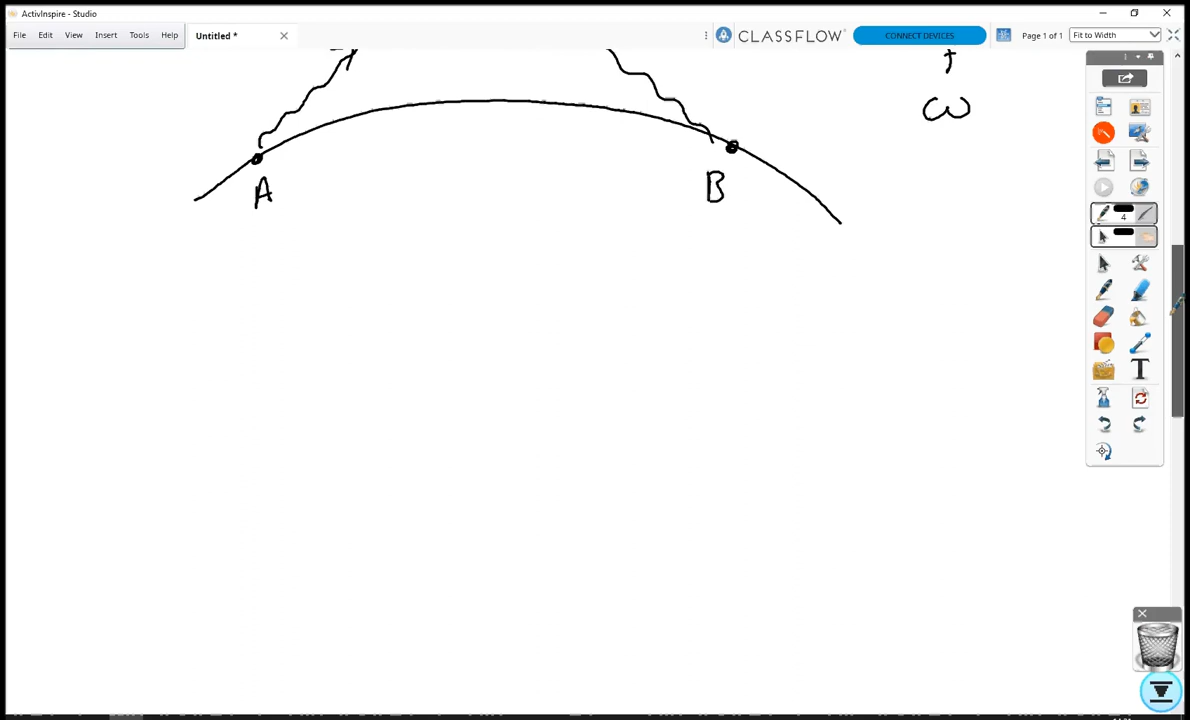 ActivInspire - Studio
File Edit View Insert Tools Help Untitled *
CLASSFLOW CONNECT DEVICES Page 1 of 1 Fit to Width
ω
A
B
4
T